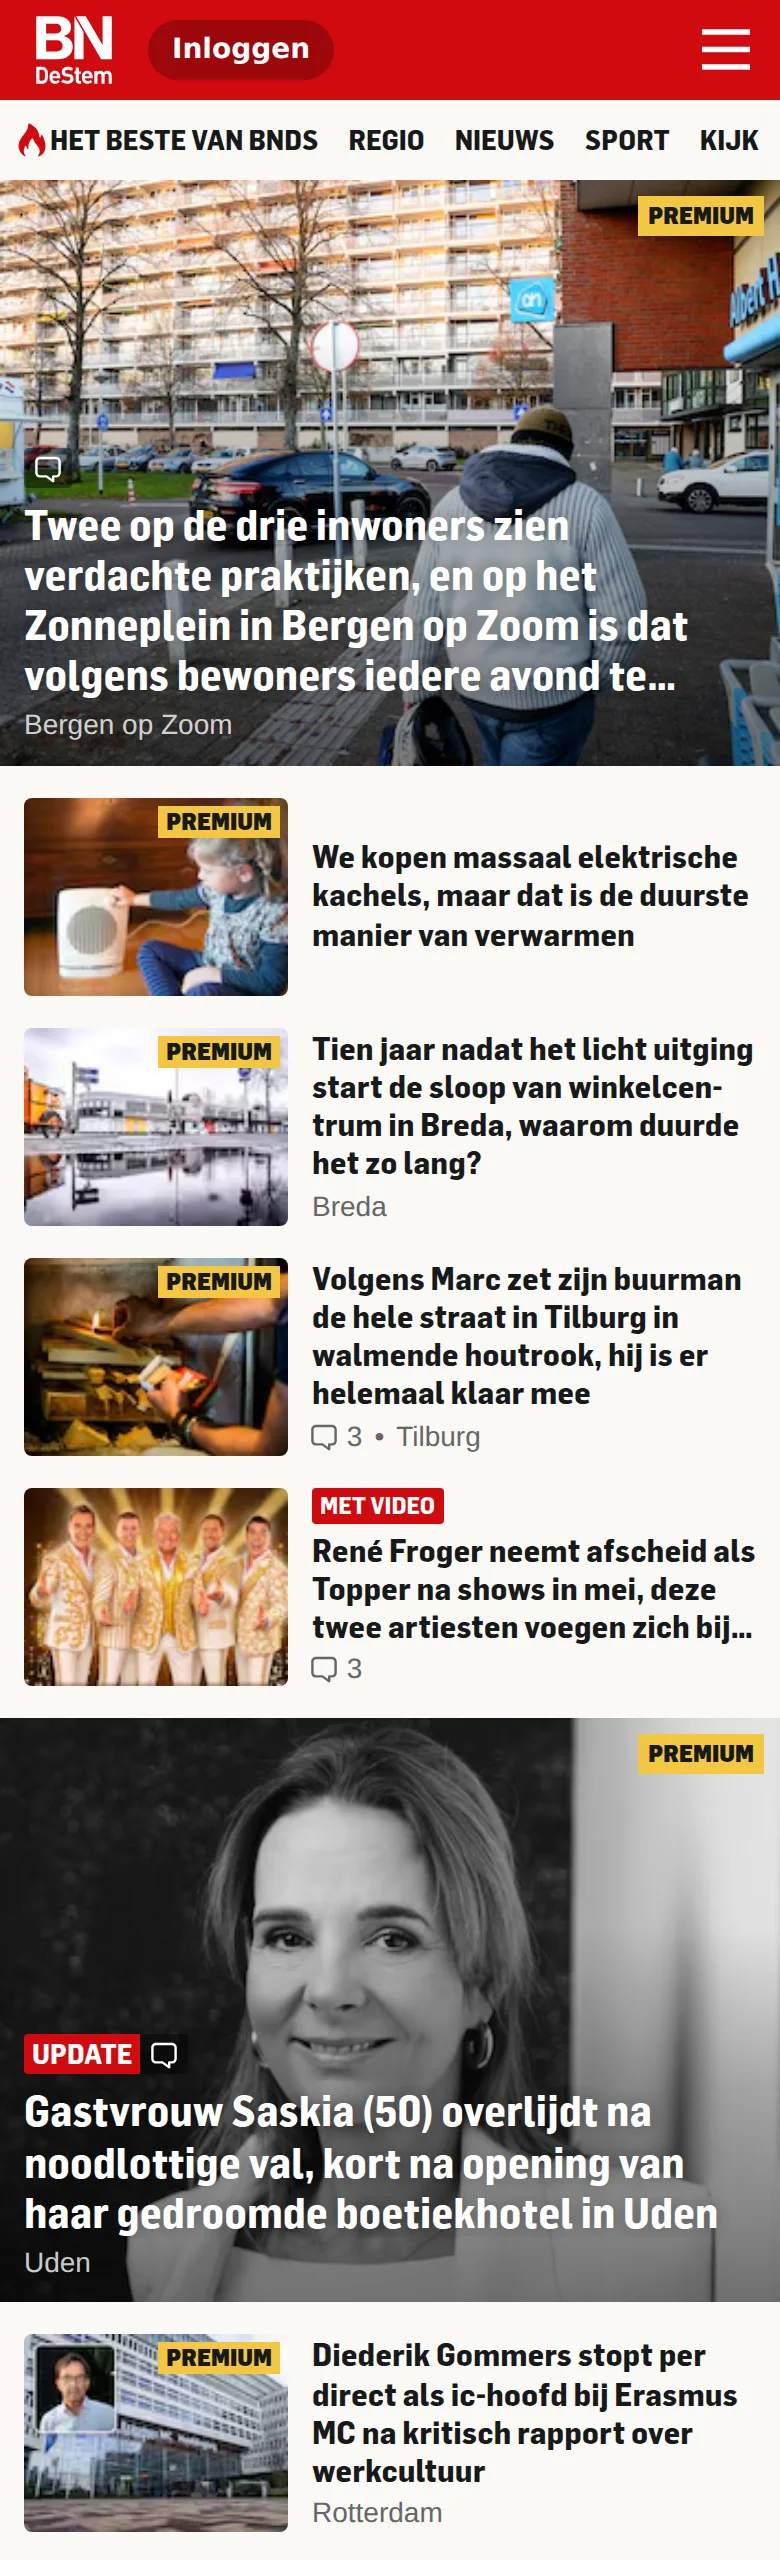 BN
DeStem
Inloggen
HET BESTE VAN BNDS REGIO NIEUWS SPORT KIJK
PREMIUM
Albert H
Twee op de drie inwoners zien
verdachte praktijken, en op het
Zonneplein in Bergen op Zoom is dat
volgens bewoners iedere avond te...
Bergen op Zoom
PREMIUM
We kopen massaal elektrische
kachels, maar dat is de duurste
manier van verwarmen
PREMIUM
Tien jaar nadat het licht uitging
start de sloop van winkelcen-
trum in Breda, waarom duurde
het zo lang?
Breda
PREMIUM
Volgens Marc zet zijn buurman
de hele straat in Tilburg in
walmende houtrook, hij is er
helemaal klaar mee
3 • Tilburg
MET VIDEO
René Froger neemt afscheid als
Topper na shows in mei, deze
twee artiesten voegen zich bij...
3
PREMIUM
UPDATE
Gastvrouw Saskia (50) overlijdt na
noodlottige val, kort na opening van
haar gedroomde boetiekhotel in Uden
Uden
PREMIUM
Diederik Gommers stopt per
direct als ic-hoofd bij Erasmus
MC na kritisch rapport over
werkcultuur
Rotterdam